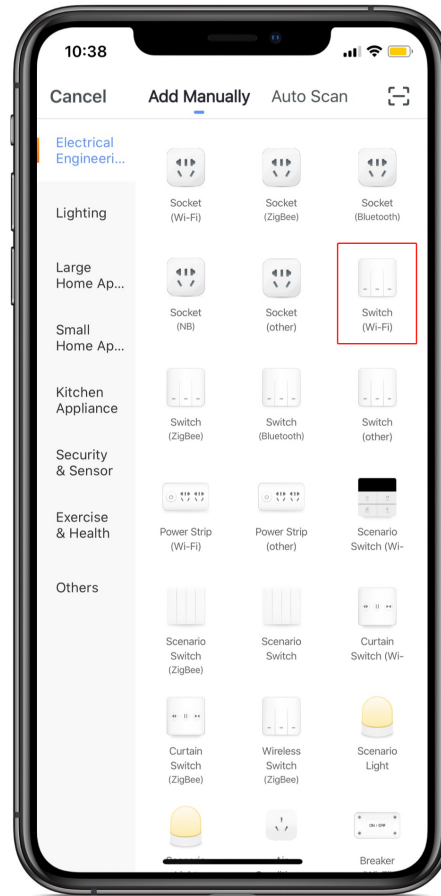 10:38
Cancel
Add Manually
Auto Scan
Electrical
Engineeri...
Lighting
Large
Home Ap...
Small
Home Ap...
Kitchen
Appliance
Security
& Sensor
Exercise
& Health
Others
Socket
(Wi-Fi)
Socket
(ZigBee)
Socket
(Bluetooth)
Socket
(NB)
Socket
(other)
Switch
(Wi-Fi)
Switch
(ZigBee)
Switch
(Bluetooth)
Switch
(other)
Power Strip
(Wi-Fi)
Power Strip
(other)
Scenario
Switch (Wi-
Scenario
Switch
(ZigBee)
Scenario
Switch
Curtain
Switch (Wi-
Curtain
Switch
(ZigBee)
Wireless
Switch
(ZigBee)
Scenario
Light
Breaker